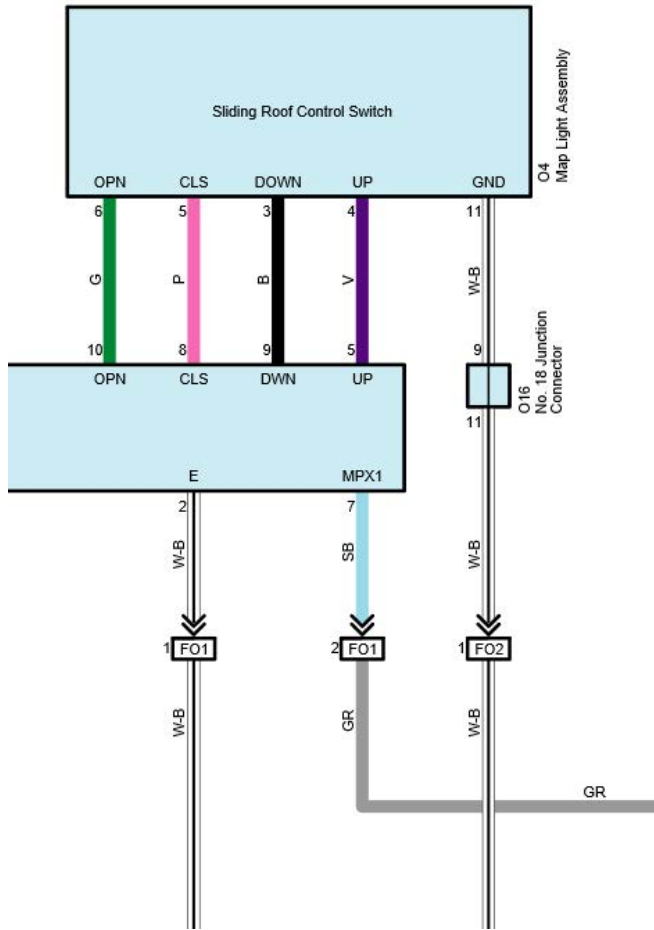 Sliding Roof Control Switch
OPN CLS DOWN UP GND
O4
Map Light Assembly
6 5 3 4 11
G P B V W-B
10 8 9 5 9
OPN CLS DWN UP
O16
No. 18 Junction
Connector
11
E MPX1
2 7
W-B SB W-B
1 FO1 2 FO1 1 FO2
W-B GR W-B
GR